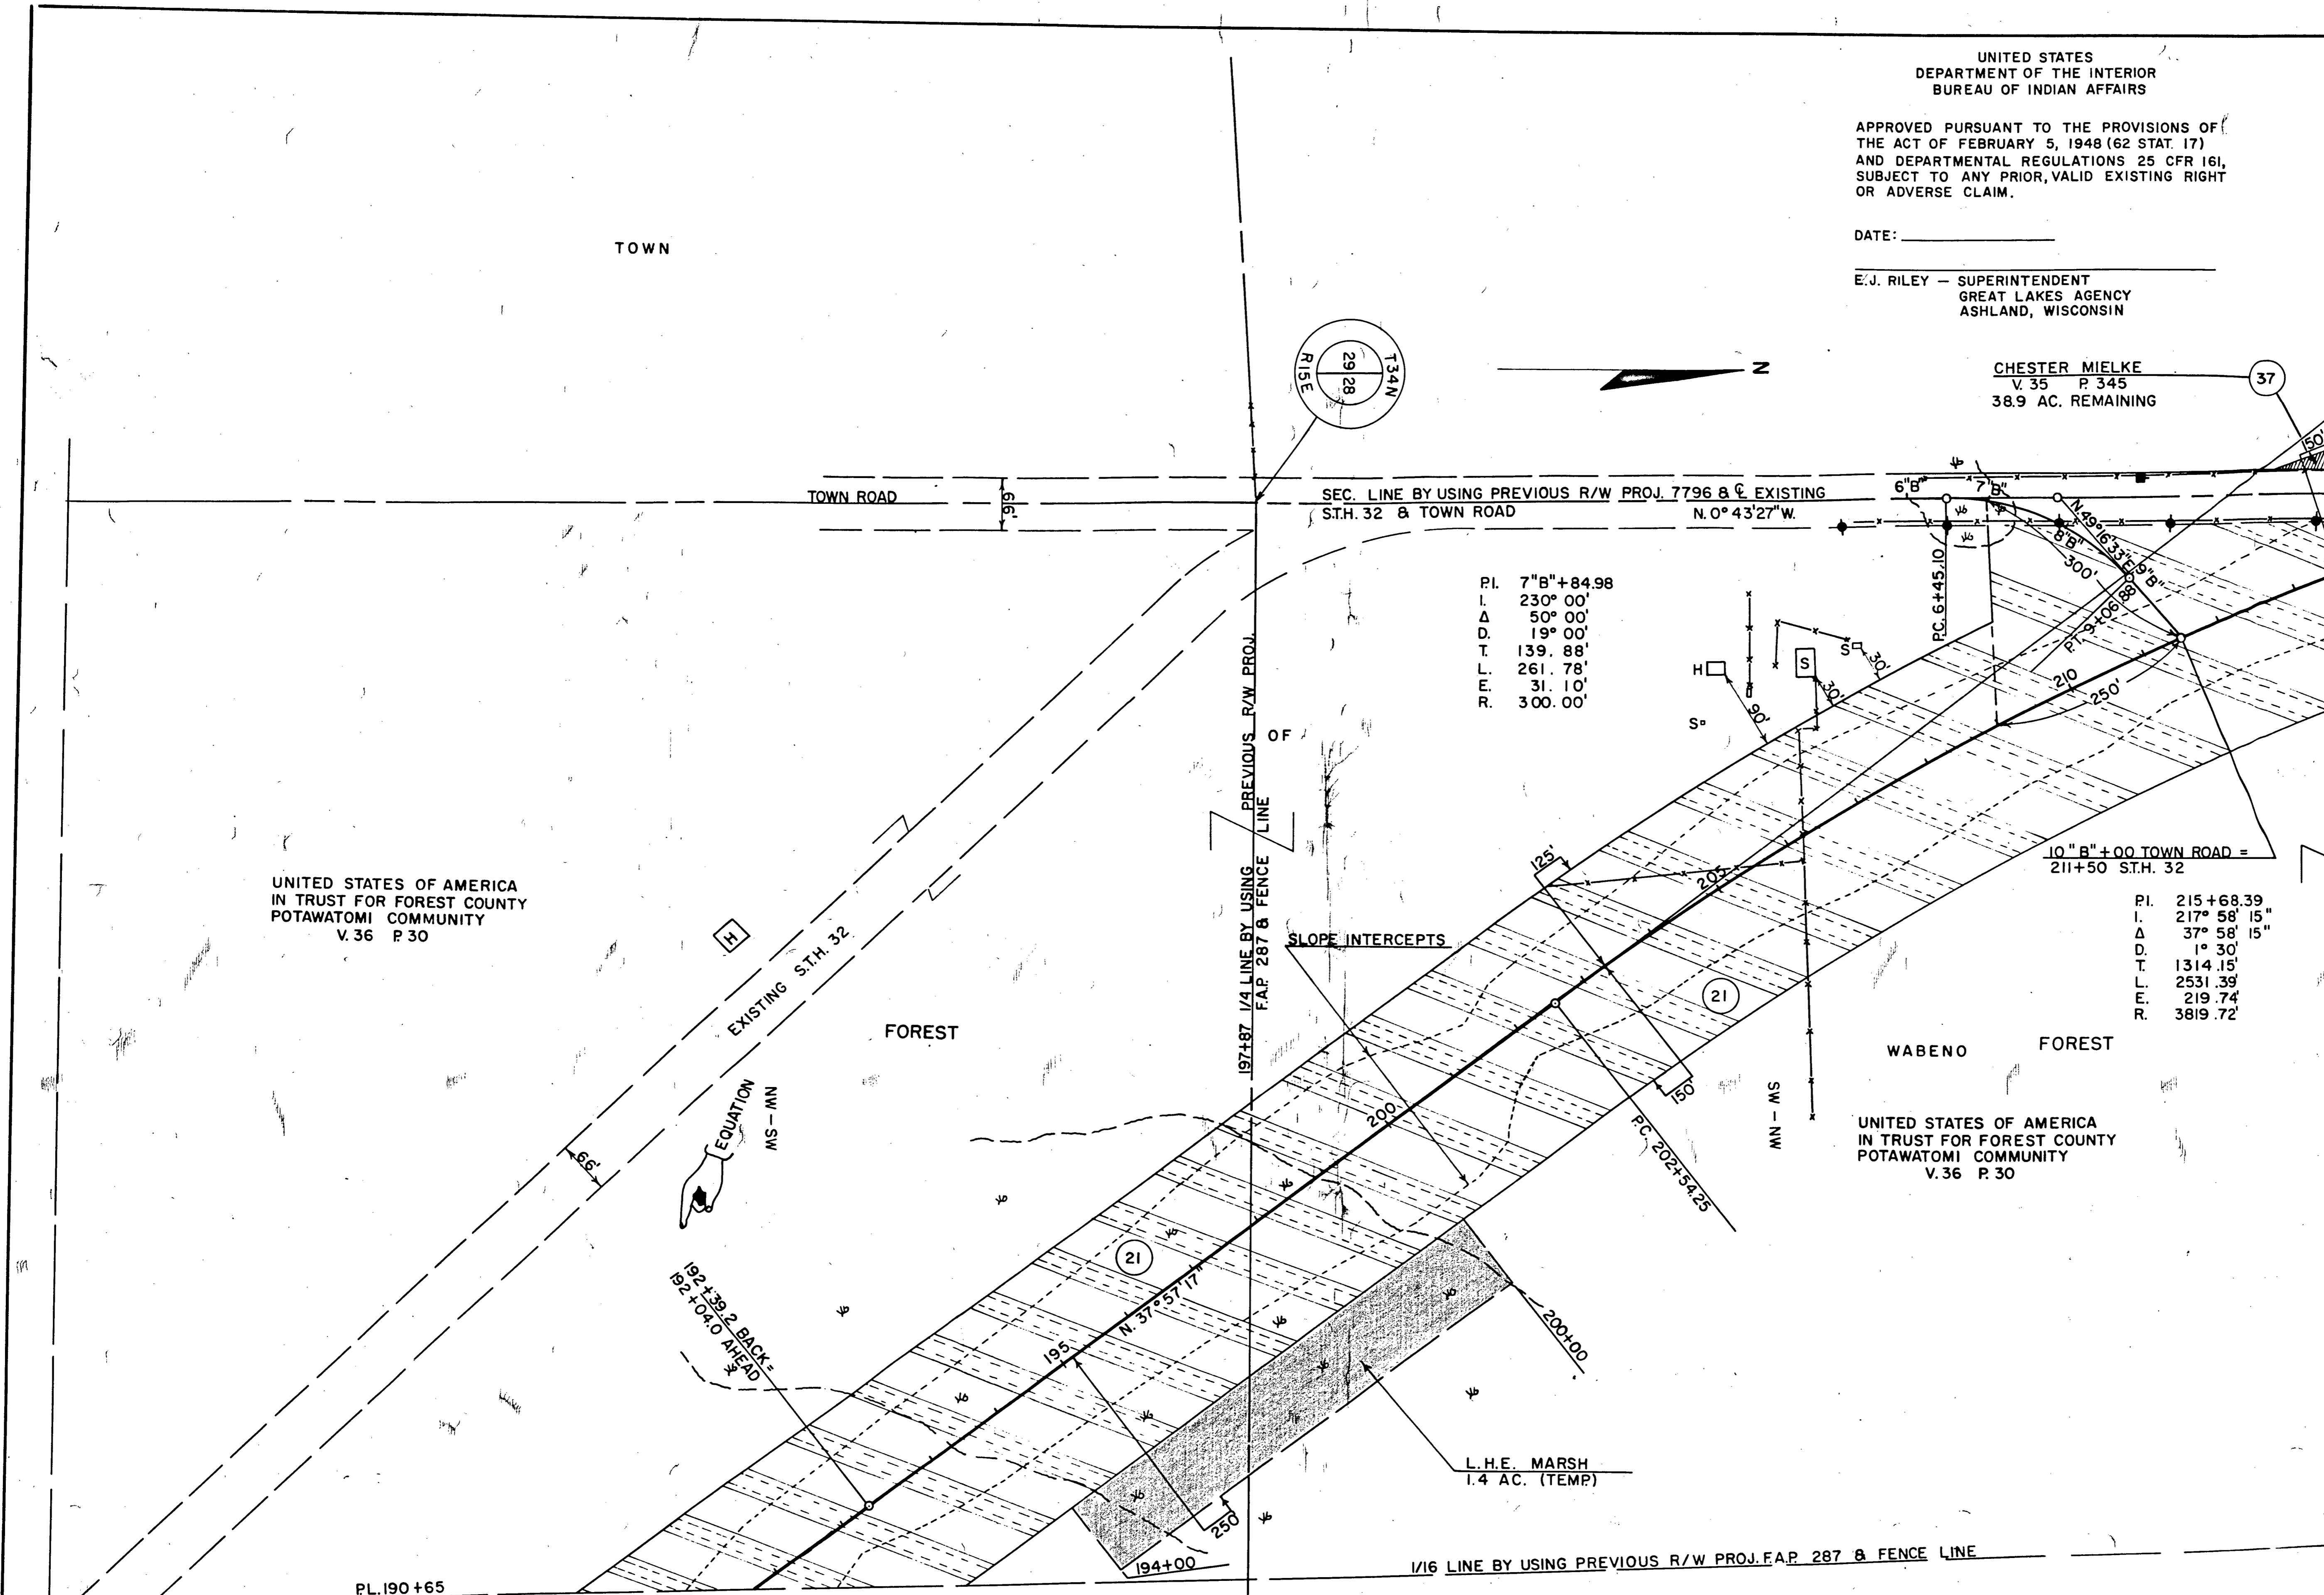 UNITED STATES
DEPARTMENT OF THE INTERIOR
BUREAU OF INDIAN AFFAIRS
APPROVED PURSUANT TO THE PROVISIONS OF
THE ACT OF FEBRUARY 5, 1948 (62 STAT. 17)
AND DEPARTMENTAL REGULATIONS 25 CFR 161,
SUBJECT TO ANY PRIOR, VALID EXISTING RIGHT
OR ADVERSE CLAIM.
DATE:
E.J. RILEY — SUPERINTENDENT
GREAT LAKES AGENCY
ASHLAND, WISCONSIN
TOWN
T34N
29 28
R15E
N
CHESTER MIELKE
V. 35 P. 345
38.9 AC. REMAINING
37
150'
TOWN ROAD
66'
SEC. LINE BY USING PREVIOUS R/W PROJ. 7796 & ℄ EXISTING
S.T.H. 32 & TOWN ROAD N. 0° 43' 27" W.
6"B"
7"B"
8"B"
9"B"
N. 49° 16' 33" E.
300'
P.C. 6+45.10
P.T. 9+06.88
P.I. 7"B"+84.98
I. 230° 00'
Δ 50° 00'
D. 19° 00'
T. 139.88'
L. 261.78'
E. 31.10'
R. 300.00'
H
S
S
S
30'
30'
90'
210
250'
OF
197+87 1/4 LINE BY USING PREVIOUS R/W PROJ.
F.A.P. 287 & FENCE LINE
125'
205
10"B"+00 TOWN ROAD =
211+50 S.T.H. 32
P.I. 215+68.39
I. 217° 58' 15"
Δ 37° 58' 15"
D. 1° 30'
T. 1314.15'
L. 2531.39'
E. 219.74'
R. 3819.72'
UNITED STATES OF AMERICA
IN TRUST FOR FOREST COUNTY
POTAWATOMI COMMUNITY
V. 36 P. 30
H
EXISTING S.T.H. 32
SLOPE INTERCEPTS
21
FOREST
WABENO
FOREST
EQUATION
NW - SW
66'
200
150'
P.C. 202+54.25
SW - NW
UNITED STATES OF AMERICA
IN TRUST FOR FOREST COUNTY
POTAWATOMI COMMUNITY
V. 36 P. 30
21
192+39.2 BACK =
192+04.0 AHEAD
195
N. 37° 57' 17"
200+00
L.H.E. MARSH
1.4 AC. (TEMP.)
250'
194+00
1/16 LINE BY USING PREVIOUS R/W PROJ. F.A.P. 287 & FENCE LINE
P.L. 190+65